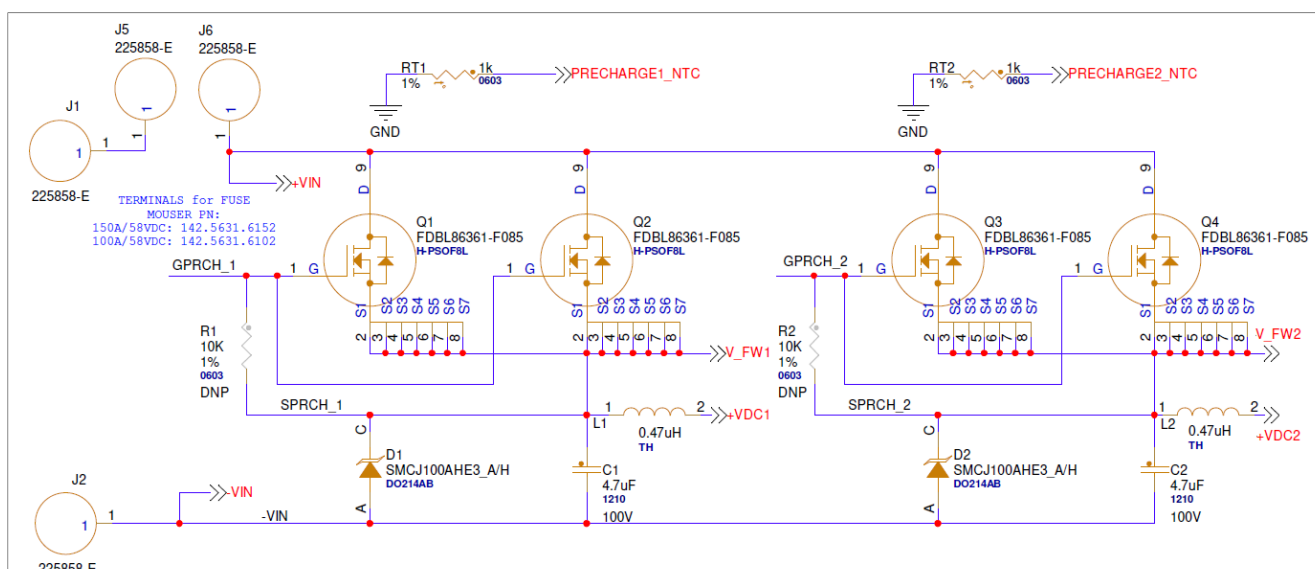 J5
225858-E
J6
225858-E
J1
1
1
1
1
1
1
225858-E
TERMINALS for FUSE
MOUSER PN:
150A/58VDC: 142.5631.6152
100A/58VDC: 142.5631.6102
+VIN
RT1
1%
1k
0603
PRECHARGE1_NTC
GND
RT2
1%
1k
0603
PRECHARGE2_NTC
GND
9
D
Q1
FDBL86361-F085
H-PSOF8L
9
D
Q2
FDBL86361-F085
H-PSOF8L
9
D
Q3
FDBL86361-F085
H-PSOF8L
9
D
Q4
FDBL86361-F085
H-PSOF8L
GPRCH_1
1
G
1
G
GPRCH_2
1
G
1
G
S1
S2
S3
S4
S5
S6
S7
2
3
4
5
6
7
8
S1
S2
S3
S4
S5
S6
S7
2
3
4
5
6
7
8
S1
S2
S3
S4
S5
S6
S7
2
3
4
5
6
7
8
S1
S2
S3
S4
S5
S6
S7
2
3
4
5
6
7
8
V_FW1
V_FW2
R1
10K
1%
0603
DNP
R2
10K
1%
0603
DNP
SPRCH_1
SPRCH_2
1
2
L1
0.47uH
TH
+VDC1
1
2
L2
0.47uH
TH
+VDC2
C
D1
SMCJ100AHE3_A/H
DO214AB
A
C1
4.7uF
1210
100V
C
D2
SMCJ100AHE3_A/H
DO214AB
A
C2
4.7uF
1210
100V
J2
1
1
-VIN
-VIN
225858-E